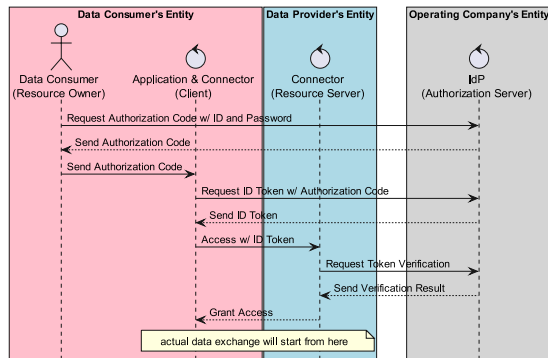 Data Consumer's Entity
Data Provider's Entity
Operating Company's Entity
Data Consumer
(Resource Owner)
Application & Connector
(Client)
Connector
(Resource Server)
IdP
(Authorization Server)
Request Authorization Code w/ ID and Password
Send Authorization Code
Send Authorization Code
Request ID Token w/ Authorization Code
Send ID Token
Access w/ ID Token
Request Token Verification
Send Verification Result
Grant Access
actual data exchange will start from here